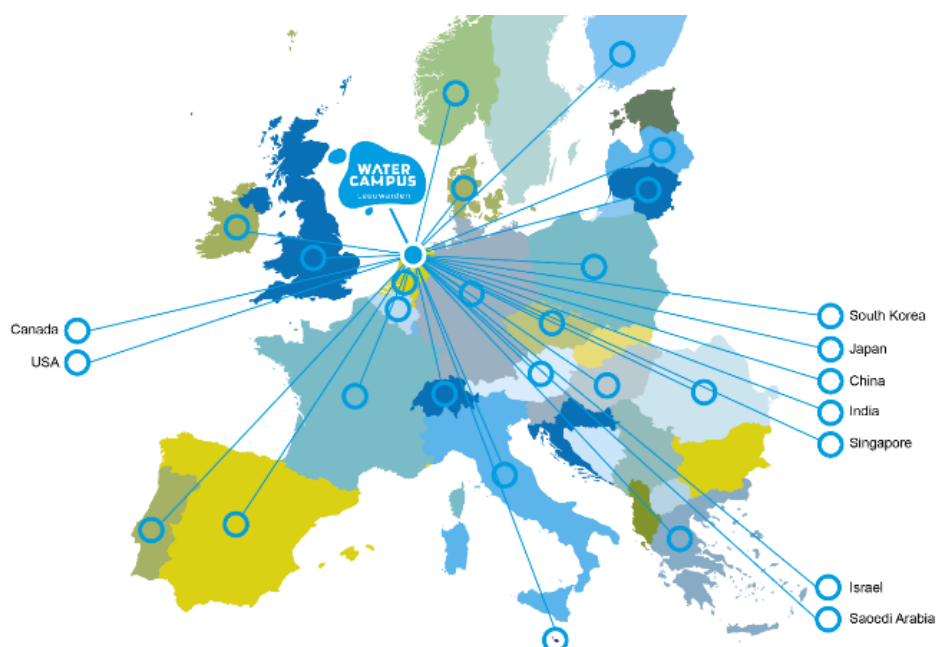 WATER
CAMPUS
Leeuwarden
Canada
USA
South Korea
Japan
China
India
Singapore
Israel
Saoedi Arabia